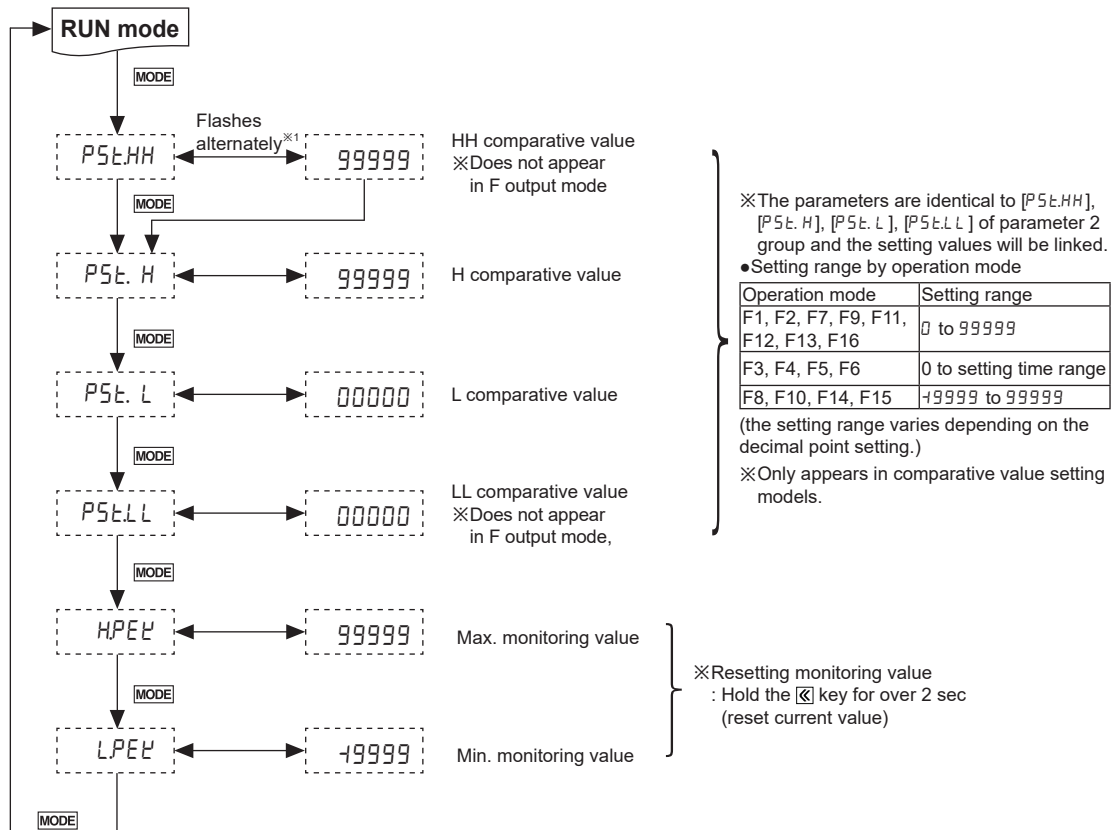 RUN mode
MODE
Flashes
alternately※1
PSt.HH
99999
HH comparative value
※Does not appear
in F output mode
MODE
PSt. H
99999
H comparative value
MODE
PSt. L
00000
L comparative value
MODE
PSt.LL
00000
LL comparative value
※Does not appear
in F output mode,
MODE
H.PEK
99999
Max. monitoring value
MODE
L.PEK
-19999
Min. monitoring value
MODE
※The parameters are identical to [PSt.HH],
[PSt. H], [PSt. L], [PSt.LL] of parameter 2
group and the setting values will be linked.
●Setting range by operation mode
Operation mode Setting range
F1, F2, F7, F9, F11,
F12, F13, F16
0 to 99999
F3, F4, F5, F6 0 to setting time range
F8, F10, F14, F15 -19999 to 99999
(the setting range varies depending on the
decimal point setting.)
※Only appears in comparative value setting
models.
※Resetting monitoring value
: Hold the « key for over 2 sec
(reset current value)